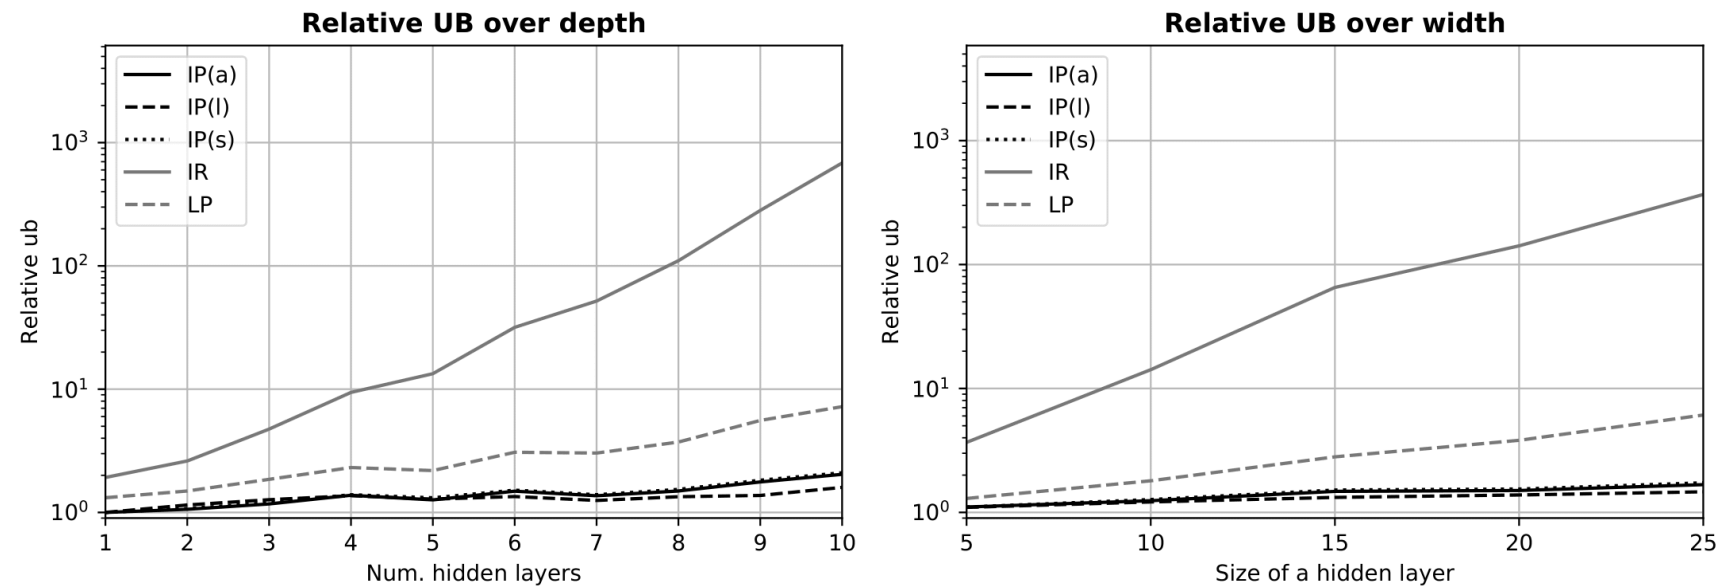 Relative UB over depth
IP(a)
IP(l)
IP(s)
IR
LP
Relative ub
10³
10²
10¹
10⁰
1 2 3 4 5 6 7 8 9 10
Num. hidden layers
Relative UB over width
IP(a)
IP(l)
IP(s)
IR
LP
Relative ub
10³
10²
10¹
10⁰
5 10 15 20 25
Size of a hidden layer